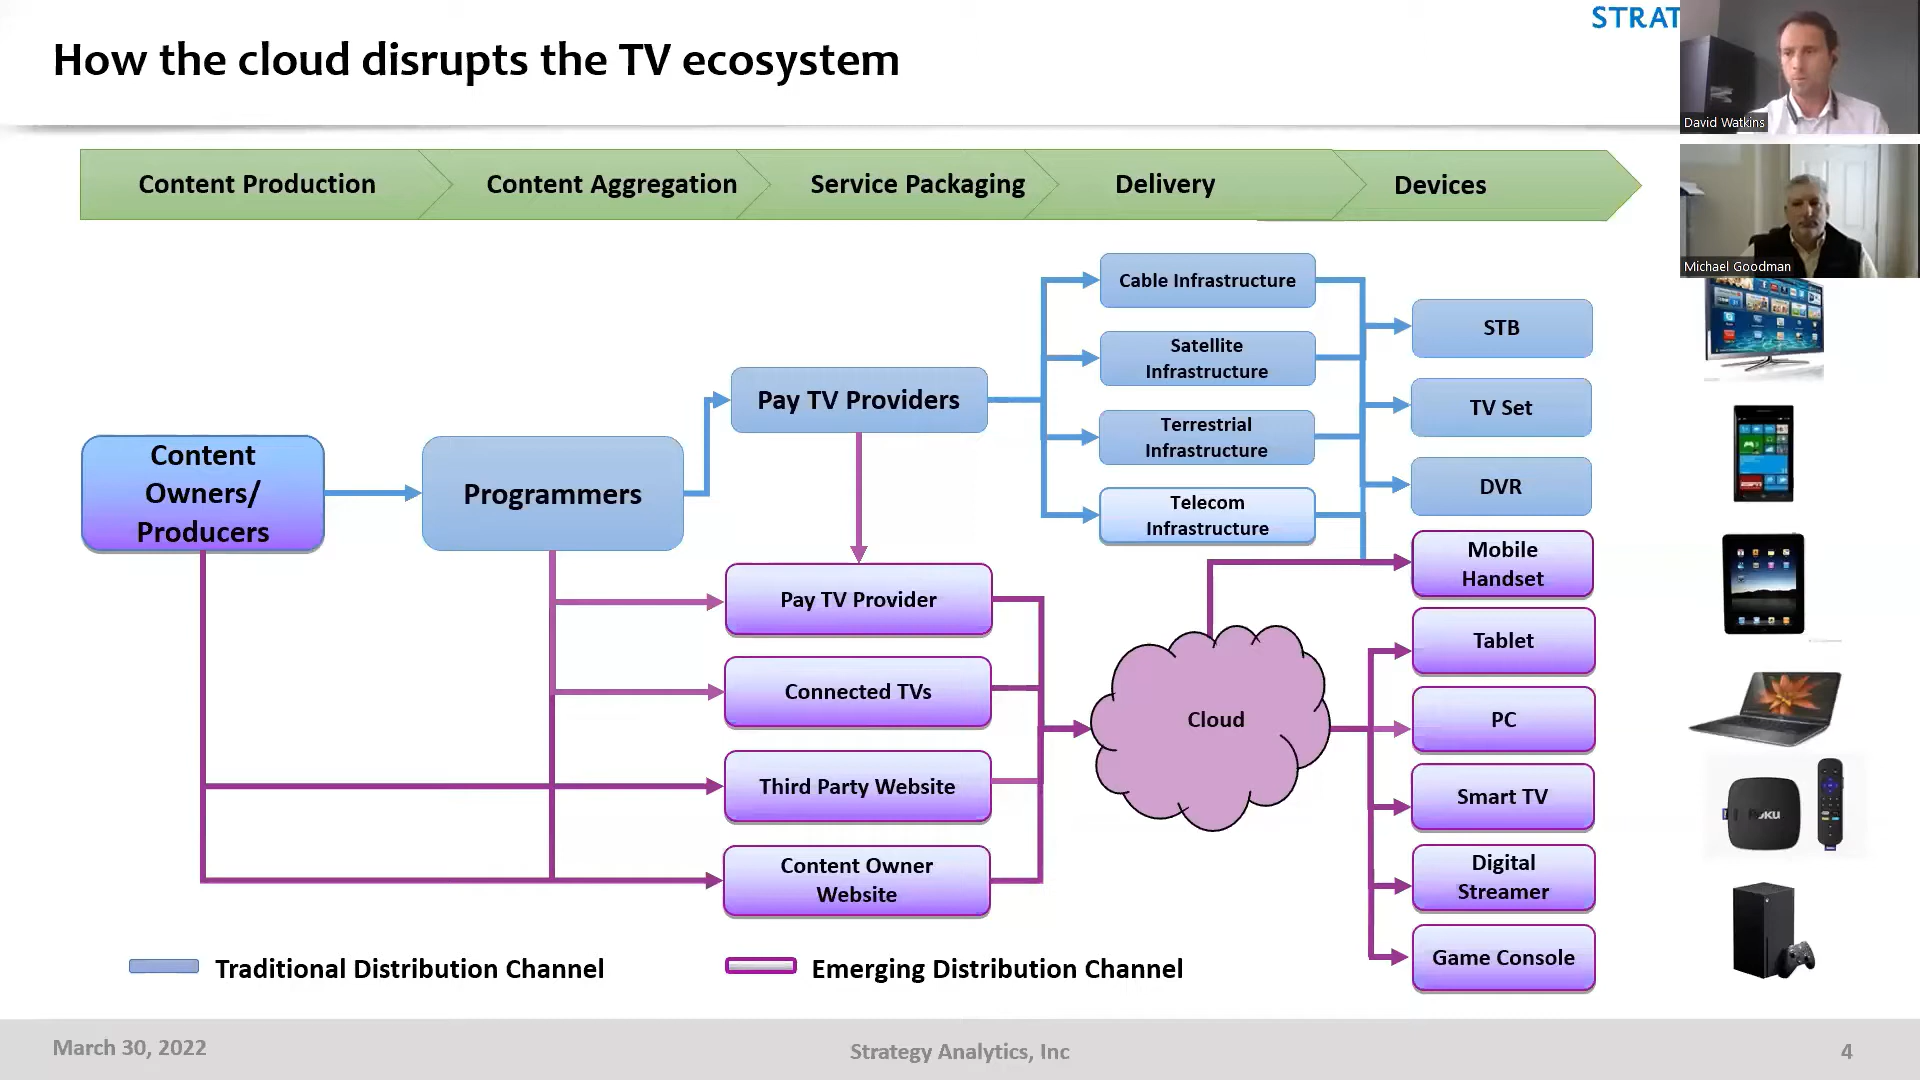 STRAT
How the cloud disrupts the TV ecosystem
David Watkins
Michael Goodman
Content Production
Content Aggregation
Service Packaging
Delivery
Devices
Cable Infrastructure
Satellite
Infrastructure
Terrestrial
Infrastructure
Telecom
Infrastructure
STB
TV Set
DVR
Pay TV Providers
Content
Owners/
Producers
Programmers
Mobile
Handset
Pay TV Provider
Tablet
Connected TVs
Cloud
PC
Third Party Website
Smart TV
Content Owner
Website
Digital
Streamer
Game Console
Traditional Distribution Channel
Emerging Distribution Channel
March 30, 2022
Strategy Analytics, Inc
4